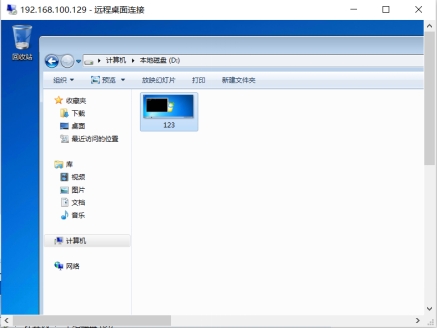 192.168.100.129 - 远程桌面连接
回收站
计算机 本地磁盘 (D:)
组织 预览 放映幻灯片 打印 新建文件夹
收藏夹
下载
桌面
最近访问的位置
123
库
视频
图片
文档
音乐
计算机
网络